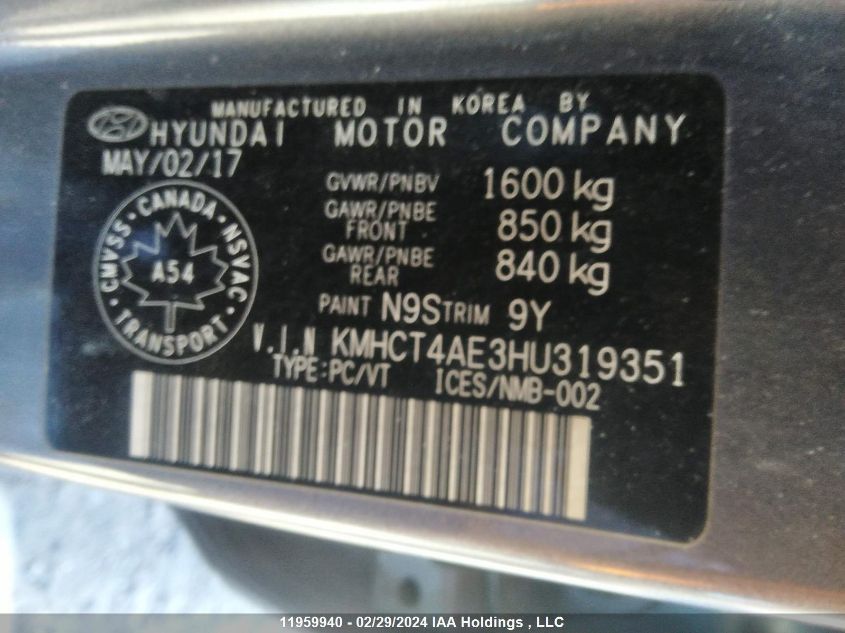 MANUFACTURED IN KOREA BY
HYUNDAI MOTOR COMPANY
MAY/02/17
GVWR/PNBV 1600 kg
GAWR/PNBE FRONT 850 kg
GAWR/PNBE REAR 840 kg
CANADA
CMVSS
NSVAC
A54
TRANSPORT
PAINT N9S TRIM 9Y
V.I.N KMHCT4AE3HU319351
TYPE:PC/VT ICES/NMB-002
11959940 - 02/29/2024 IAA Holdings , LLC